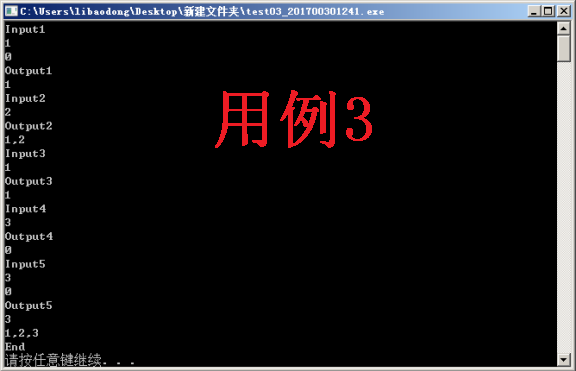 C:\Users\libaodong\Desktop\新建文件夹\test03_201700301241.exe
Input1
1
0
Output1
1
Input2
2
Output2
1,2
Input3
1
Output3
1
Input4
3
Output4
0
Input5
3
0
Output5
3
1,2,3
End
请按任意键继续. . .
用例3